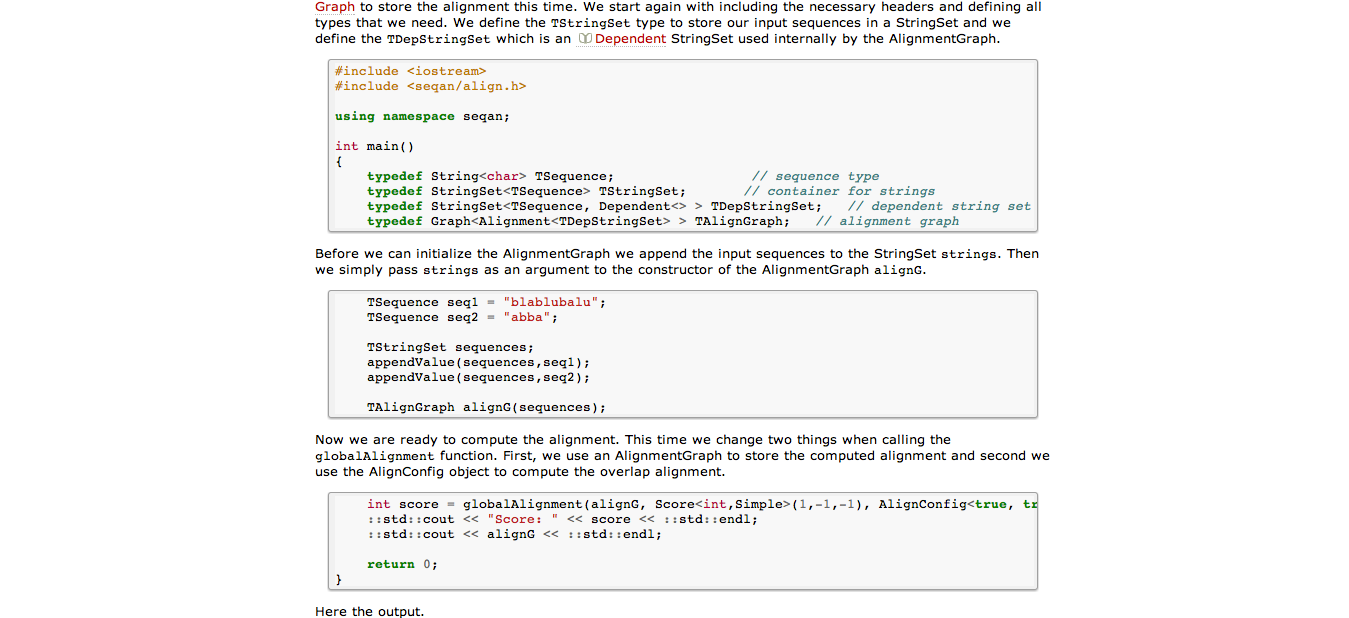 Graph to store the alignment this time. We start again with including the necessary headers and defining all
types that we need. We define the TStringSet type to store our input sequences in a StringSet and we
define the TDepStringSet which is an Dependent StringSet used internally by the AlignmentGraph.
#include <iostream>
#include <seqan/align.h>
using namespace seqan;
int main()
{
typedef String<char> TSequence; // sequence type
typedef StringSet<TSequence> TStringSet; // container for strings
typedef StringSet<TSequence, Dependent<> > TDepStringSet; // dependent string set
typedef Graph<Alignment<TDepStringSet> > TAlignGraph; // alignment graph
Before we can initialize the AlignmentGraph we append the input sequences to the StringSet strings. Then
we simply pass strings as an argument to the constructor of the AlignmentGraph alignG.
TSequence seq1 = "blablubalu";
TSequence seq2 = "abba";
TStringSet sequences;
appendValue(sequences,seq1);
appendValue(sequences,seq2);
TAlignGraph alignG(sequences);
Now we are ready to compute the alignment. This time we change two things when calling the
globalAlignment function. First, we use an AlignmentGraph to store the computed alignment and second we
use the AlignConfig object to compute the overlap alignment.
int score = globalAlignment(alignG, Score<int,Simple>(1,-1,-1), AlignConfig<true, tr
::std::cout << "Score: " << score << ::std::endl;
::std::cout << alignG << ::std::endl;
return 0;
}
Here the output.